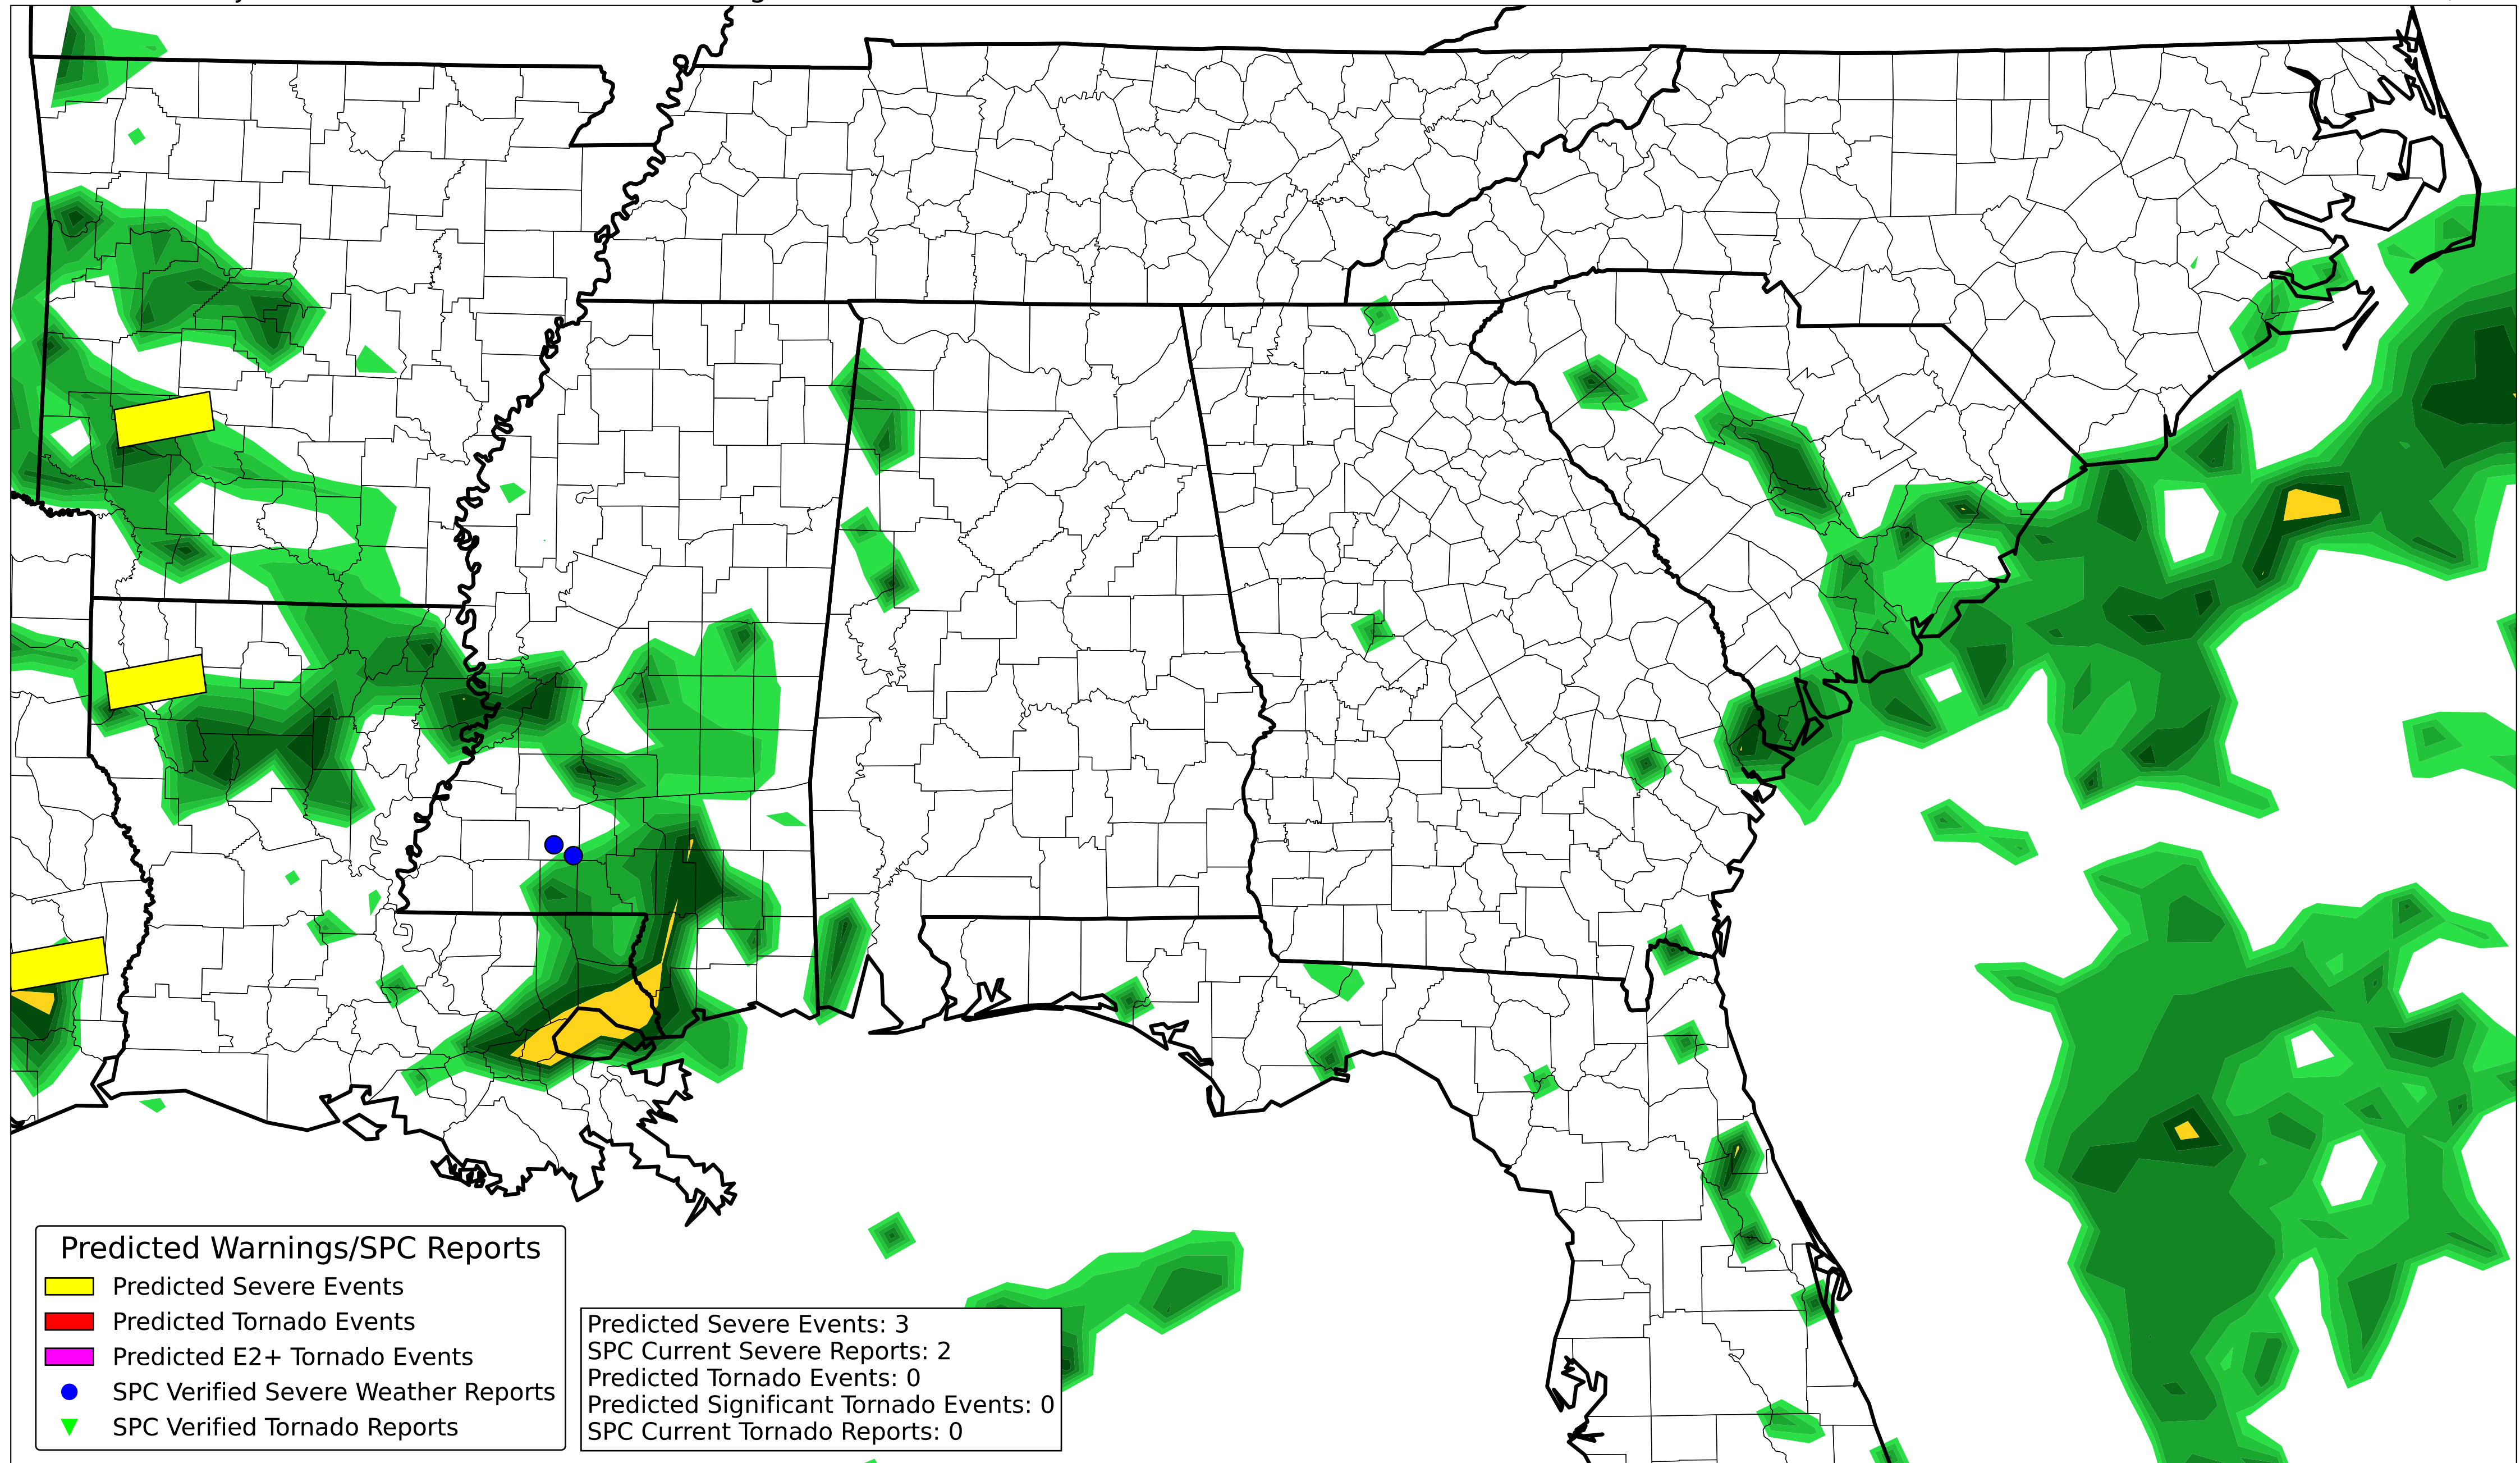 Predicted Warnings/SPC Reports
Predicted Severe Events
Predicted Tornado Events
Predicted E2+ Tornado Events
SPC Verified Severe Weather Reports
SPC Verified Tornado Reports
Predicted Severe Events: 3
SPC Current Severe Reports: 2
Predicted Tornado Events: 0
Predicted Significant Tornado Events: 0
SPC Current Tornado Reports: 0